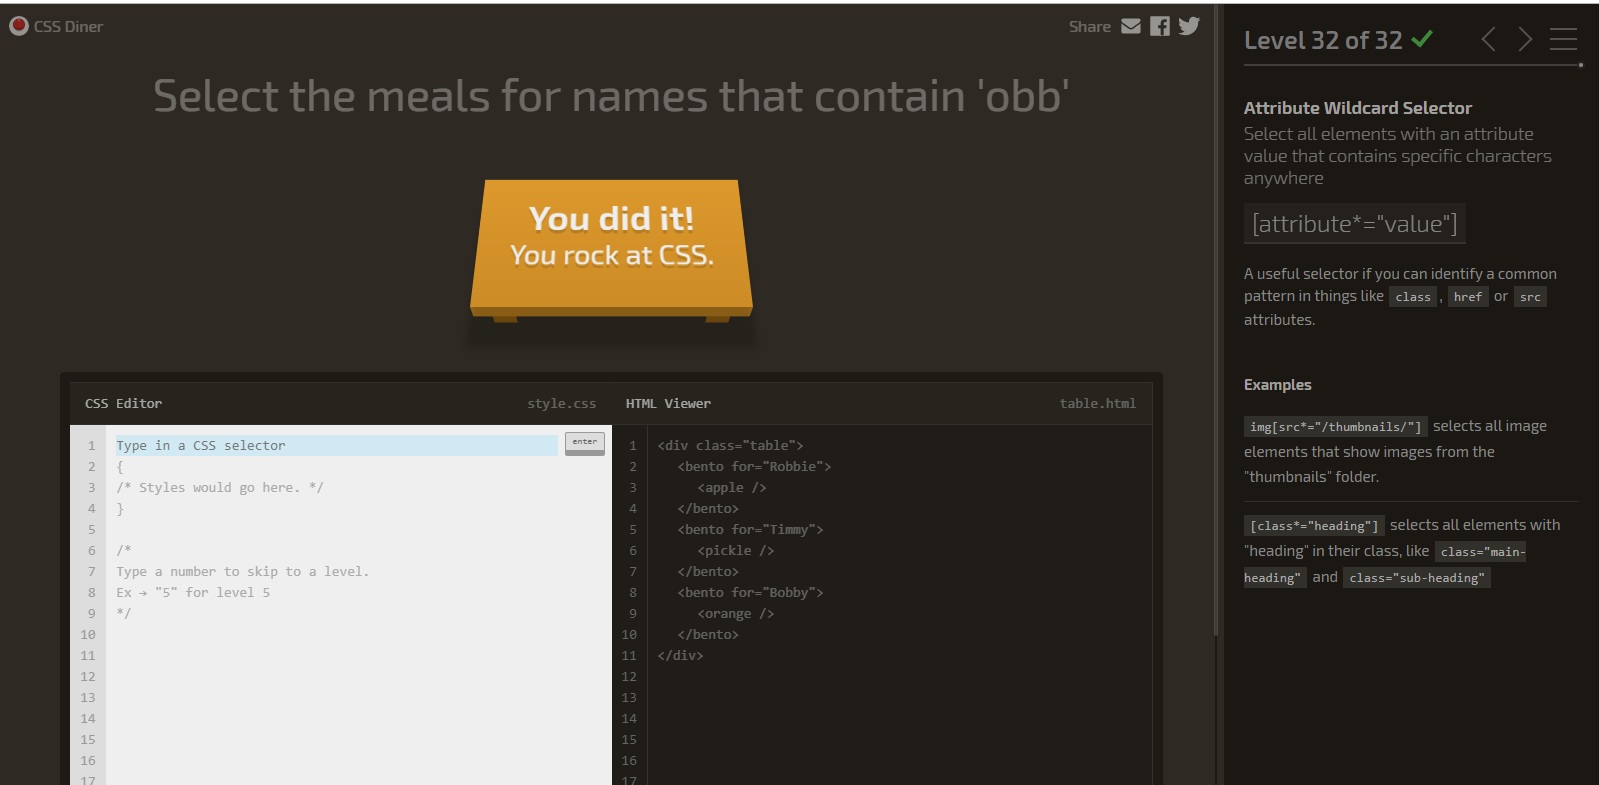 CSS Diner
Share
Select the meals for names that contain 'obb'
You did it!
You rock at CSS.
CSS Editor
style.css
HTML Viewer
table.html
1 Type in a CSS selector
enter
2 {
3 /* Styles would go here. */
4 }
5
6 /*
7 Type a number to skip to a level.
8 Ex → "5" for level 5
9 */
10
11
12
13
14
15
16
17
1 <div class="table">
2 <bento for="Robbie">
3 <apple />
4 </bento>
5 <bento for="Timmy">
6 <pickle />
7 </bento>
8 <bento for="Bobby">
9 <orange />
10 </bento>
11 </div>
12
13
14
15
16
17
Level 32 of 32
Attribute Wildcard Selector
Select all elements with an attribute
value that contains specific characters
anywhere
[attribute*="value"]
A useful selector if you can identify a common
pattern in things like class , href or src
attributes.
Examples
img[src*="/thumbnails/"] selects all image
elements that show images from the
"thumbnails" folder.
[class*="heading"] selects all elements with
"heading" in their class, like class="main-
heading" and class="sub-heading"